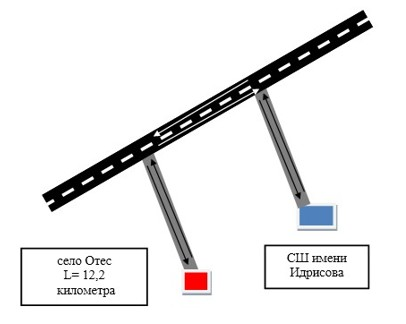 село Отес
L= 12,2
километра
СШ имени
Идрисова